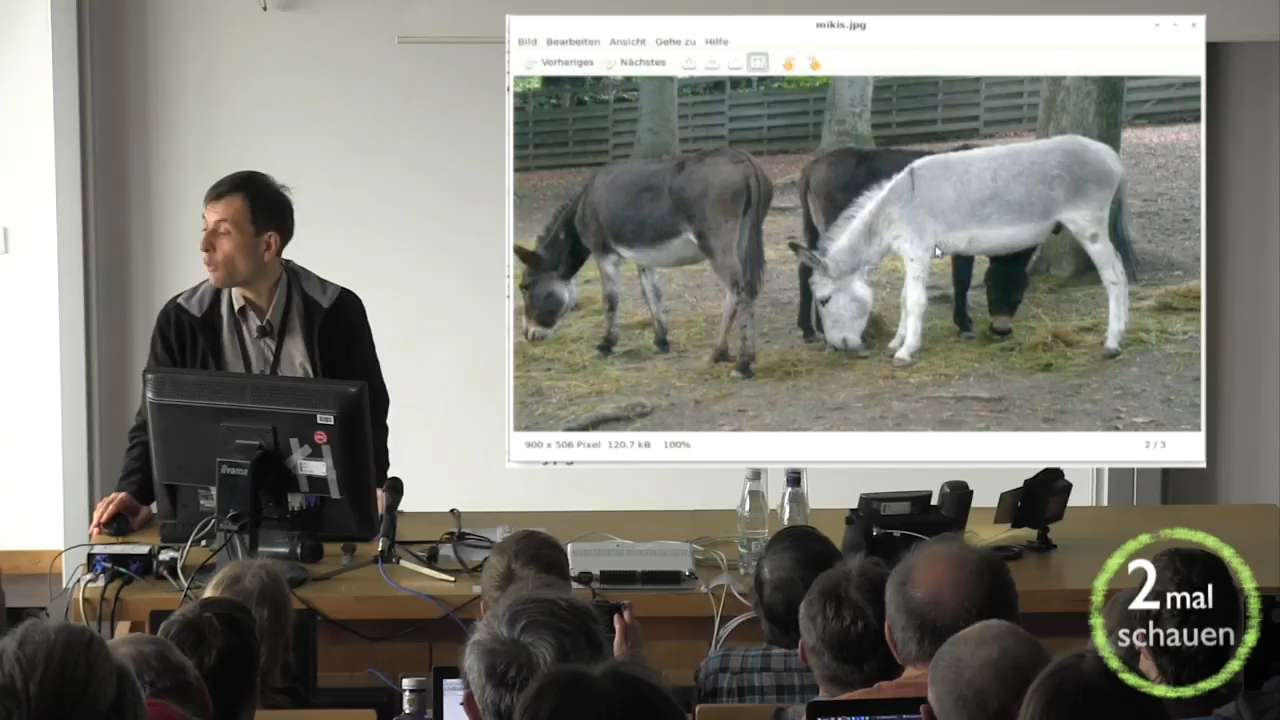 mikis.jpg
Bild Bearbeiten Ansicht Gehe zu Hilfe
Vorheriges Nächstes
900 x 506 Pixel 120.7 kB 100%
2 / 3
iiyama
2 mal
schauen